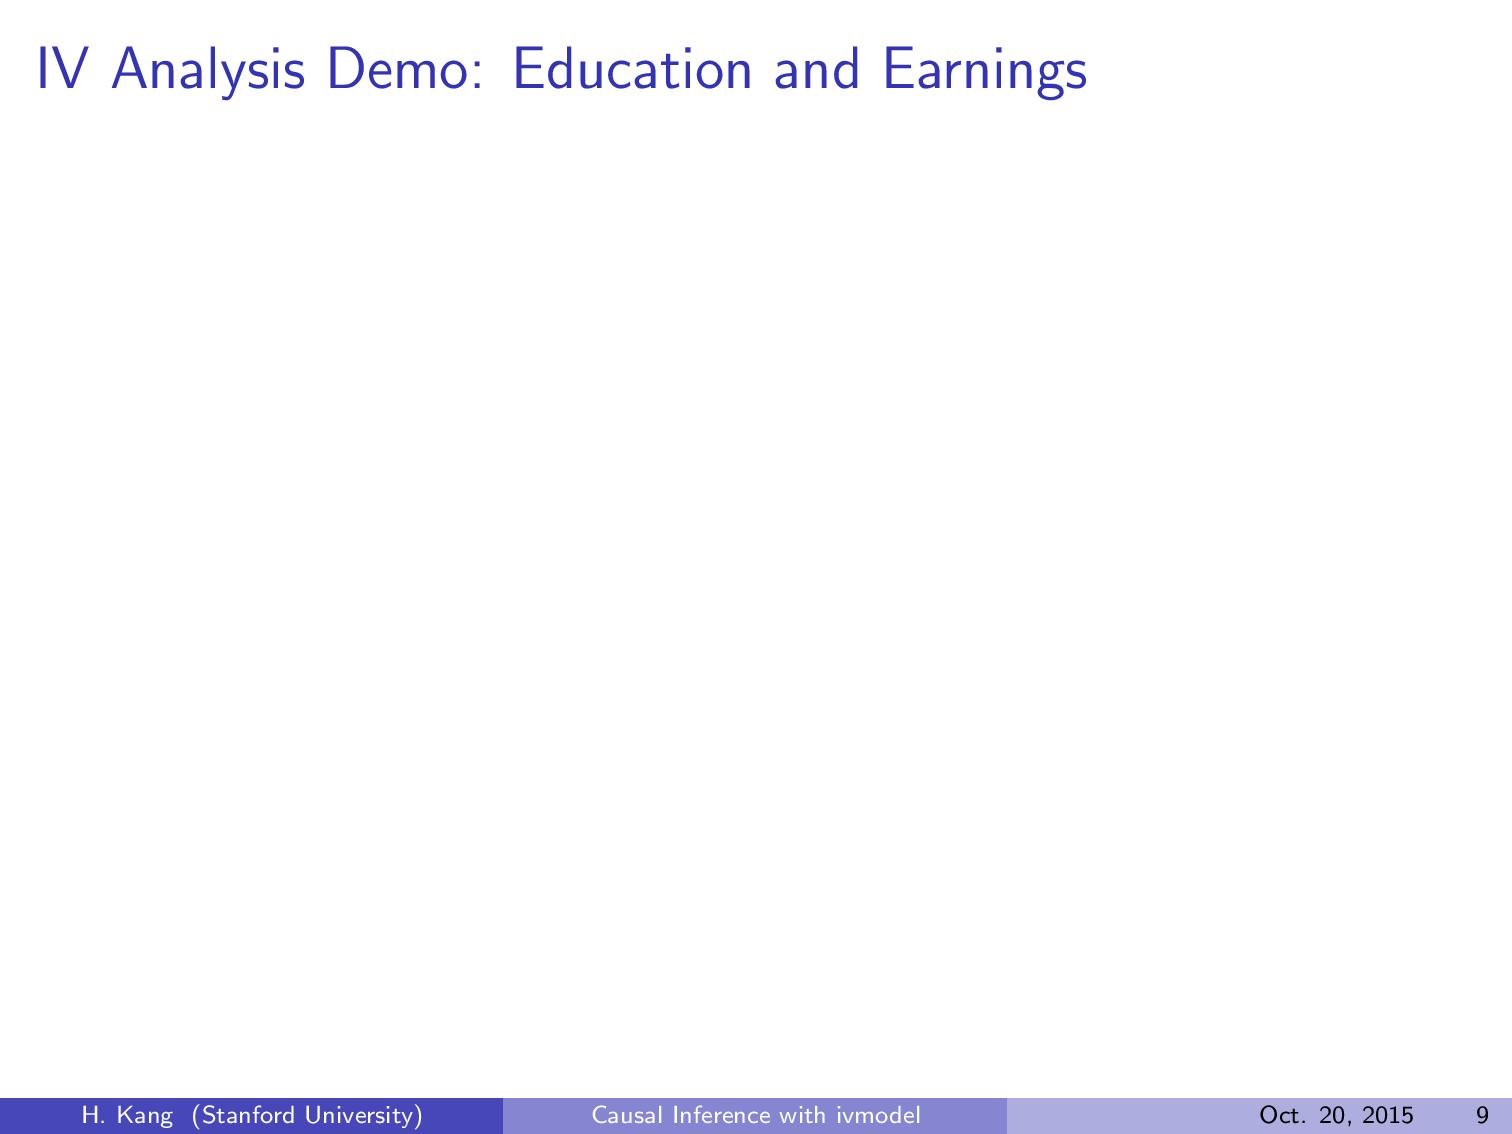 IV Analysis Demo: Education and Earnings
H. Kang (Stanford University)
Causal Inference with ivmodel
Oct. 20, 2015
9